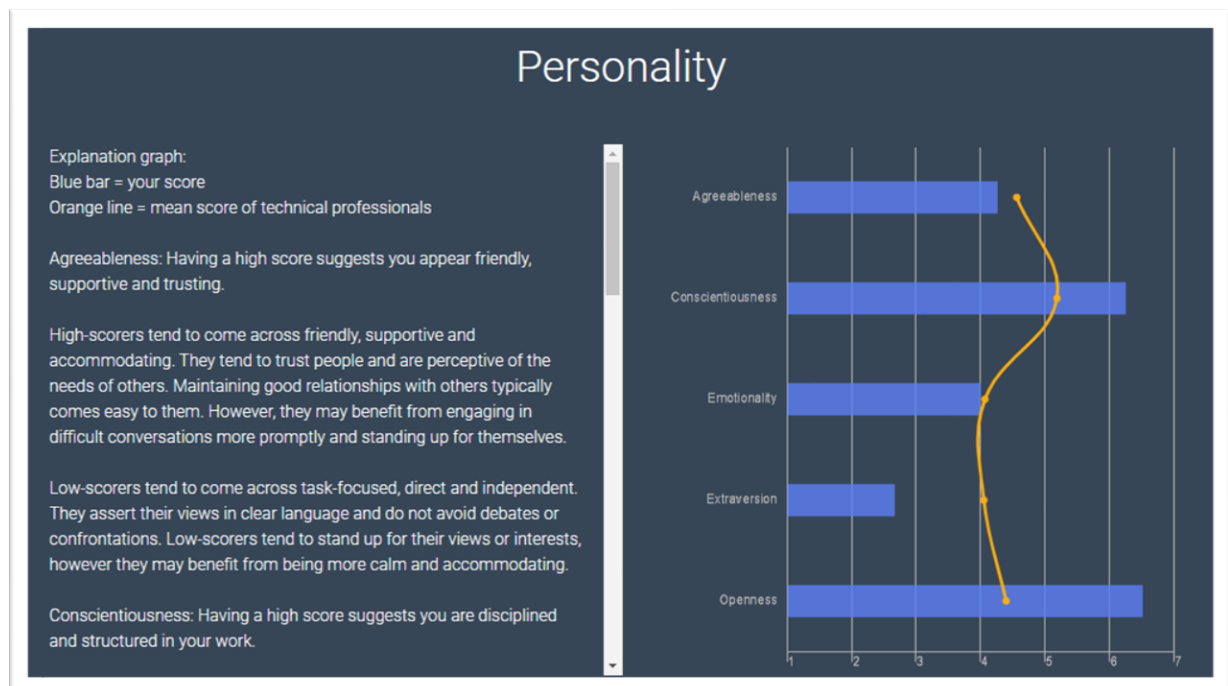 Personality
Explanation graph:
Blue bar = your score
Orange line = mean score of technical professionals
Agreeableness: Having a high score suggests you appear friendly,
supportive and trusting.
High-scorers tend to come across friendly, supportive and
accommodating. They tend to trust people and are perceptive of the
needs of others. Maintaining good relationships with others typically
comes easy to them. However, they may benefit from engaging in
difficult conversations more promptly and standing up for themselves.
Low-scorers tend to come across task-focused, direct and independent.
They assert their views in clear language and do not avoid debates or
confrontations. Low-scorers tend to stand up for their views or interests,
however they may benefit from being more calm and accommodating.
Conscientiousness: Having a high score suggests you are disciplined
and structured in your work.
Agreeableness
Conscientiousness
Emotionality
Extraversion
Openness
1 2 3 4 5 6 7